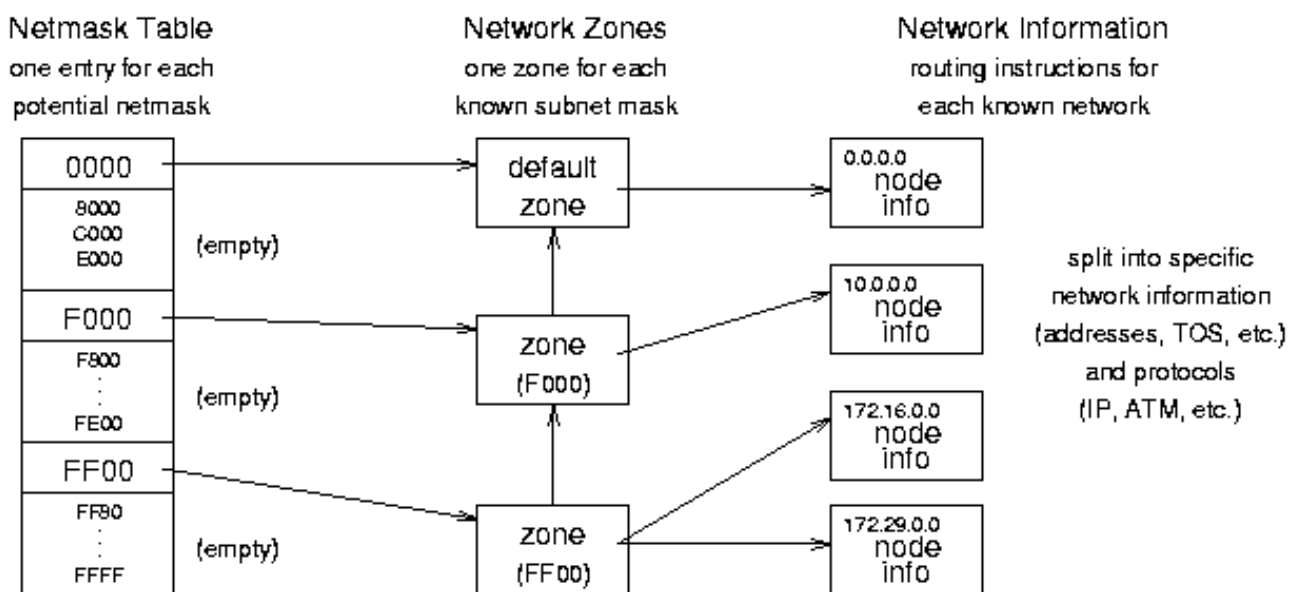 Netmask Table
one entry for each
potential netmask
Network Zones
one zone for each
known subnet mask
Network Information
routing instructions for
each known network
0000
8000
C000
E000
(empty)
F000
F800
:
:
FE00
(empty)
FF00
FF80
:
:
FFFF
(empty)
default
zone
zone
(F000)
zone
(FF00)
0.0.0.0
node
info
10.0.0.0
node
info
172.16.0.0
node
info
172.29.0.0
node
info
split into specific
network information
(addresses, TOS, etc.)
and protocols
(IP, ATM, etc.)